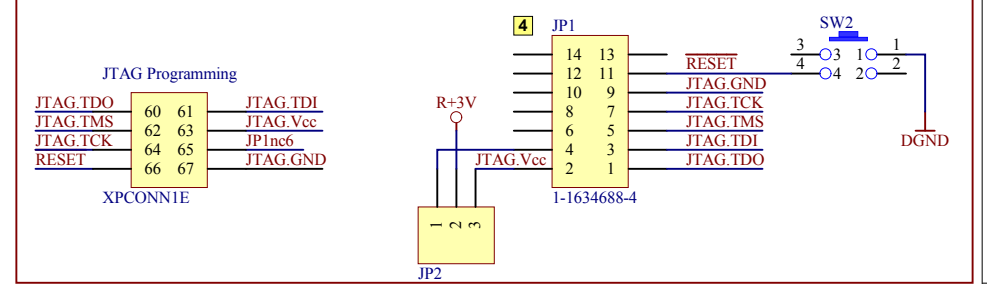 4 JP1
SW2
14 13
3 3 1 1
RESET
12 11
4 4 2 2
JTAG Programming
JTAG.GND
10 9
R+3V
JTAG.TDO 60 61 JTAG.TDI
JTAG.TCK
8 7
JTAG.TMS 62 63 JTAG.Vcc
JTAG.TMS
6 5
DGND
JTAG.TCK 64 65 JP1nc6
JTAG.TDI
4 3
RESET 66 67 JTAG.GND
JTAG.Vcc 2 1 JTAG.TDO
XPCONN1E
1-1634688-4
1 2 3
JP2